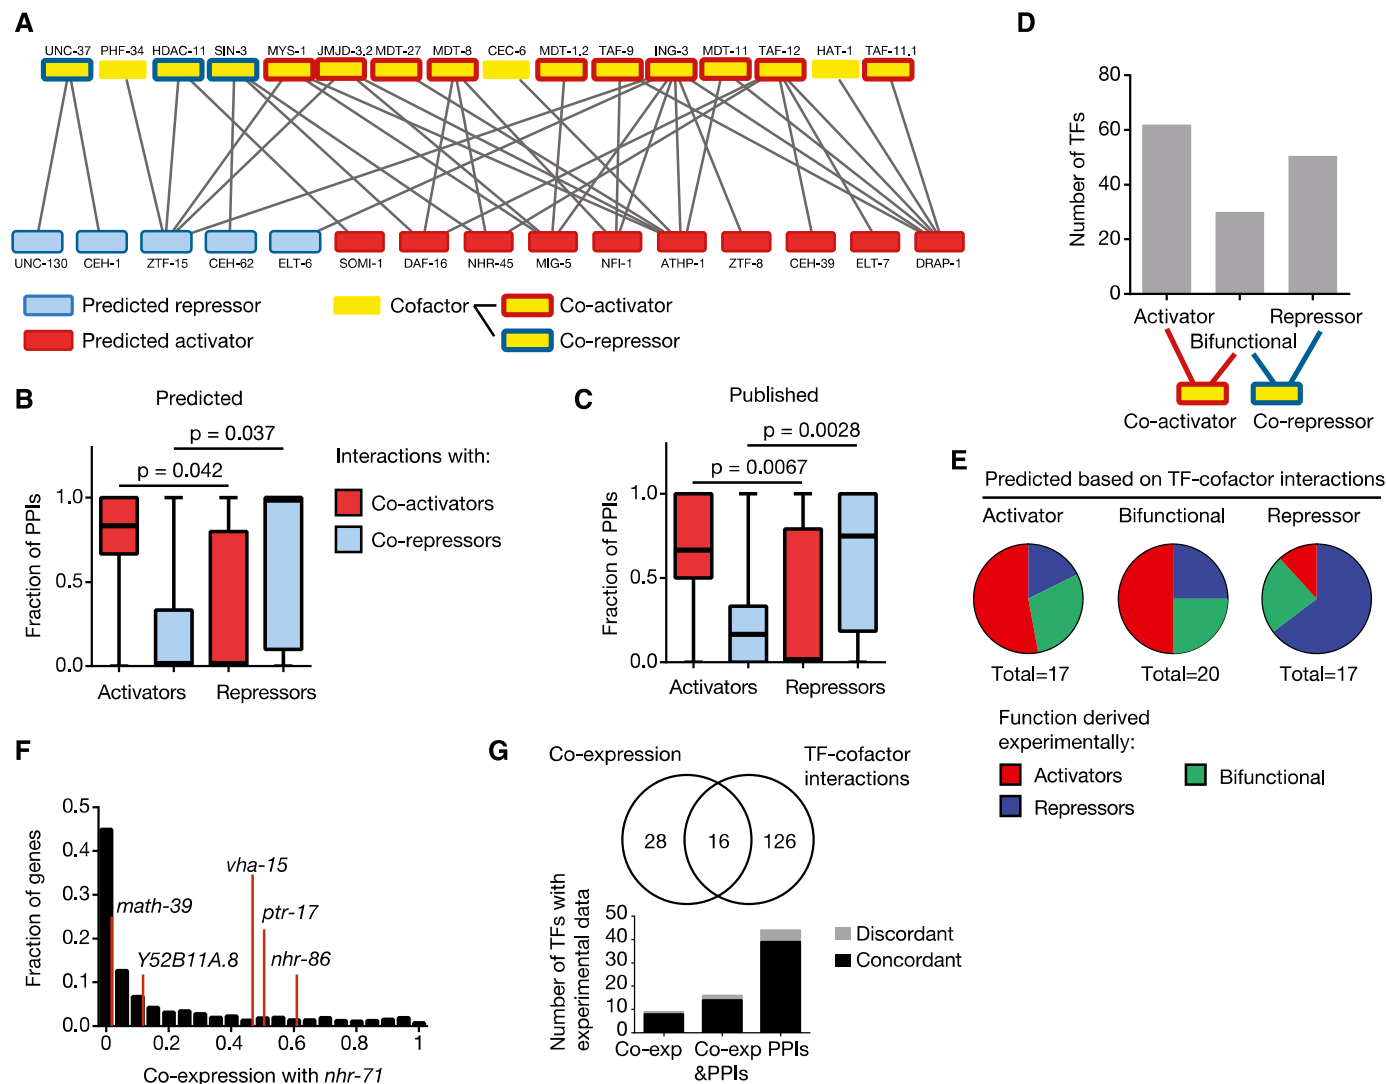 A
UNC-37 PHF-34 HDAC-11 SIN-3 MYS-1 JMJD-3.2 MDT-27 MDT-8 CEC-6 MDT-1.2 TAF-9 ING-3 MDT-11 TAF-12 HAT-1 TAF-11.1
UNC-130 CEH-1 ZTF-15 CEH-62 ELT-6 SOMI-1 DAF-16 NHR-45 MIG-5 NFI-1 ATHP-1 ZTF-8 CEH-39 ELT-7 DRAP-1
Predicted repressor
Predicted activator
Cofactor
Co-activator
Co-repressor
B
Predicted
p = 0.037
p = 0.042
Fraction of PPIs
1.0
0.5
0.0
Activators Repressors
Interactions with:
Co-activators
Co-repressors
C
Published
p = 0.0028
p = 0.0067
Fraction of PPIs
1.0
0.5
0.0
Activators Repressors
D
Number of TFs
80
60
40
20
0
Activator Repressor
Bifunctional
Co-activator Co-repressor
E
Predicted based on TF-cofactor interactions
Activator Bifunctional Repressor
Total=17 Total=20 Total=17
Function derived
experimentally:
Activators
Repressors
Bifunctional
F
Fraction of genes
0.5
0.4
0.3
0.2
0.1
0.0
math-39
Y52B11A.8
vha-15
ptr-17
nhr-86
0 0.2 0.4 0.6 0.8 1
Co-expression with nhr-71
G
Co-expression
TF-cofactor
interactions
28 16 126
Number of TFs with
experimental data
50
40
30
20
10
0
Discordant
Concordant
Co-exp Co-exp PPIs
&PPIs